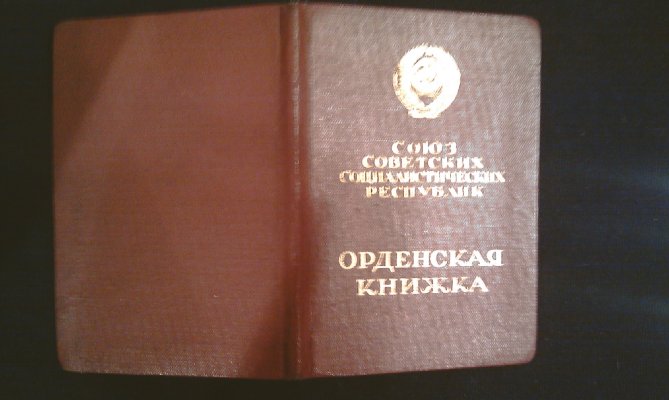 СОЮЗ
СОВЕТСКИХ
СОЦИАЛИСТИЧЕСКИХ
РЕСПУБЛИК
ОРДЕНСКАЯ
КНИЖКА